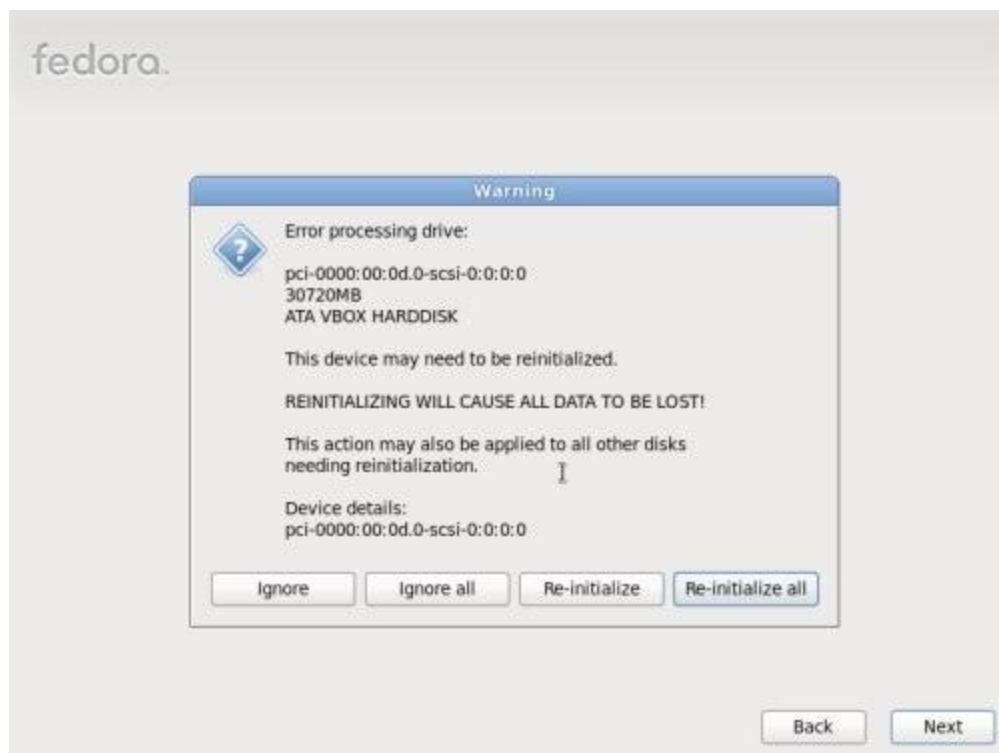 fedora.
Warning
Error processing drive:
pci-0000:00:0d.0-scsi-0:0:0:0
30720MB
ATA VBOX HARDDISK
This device may need to be reinitialized.
REINITIALIZING WILL CAUSE ALL DATA TO BE LOST!
This action may also be applied to all other disks
needing reinitialization.
Device details:
pci-0000:00:0d.0-scsi-0:0:0:0
Ignore Ignore all Re-initialize Re-initialize all
Back Next